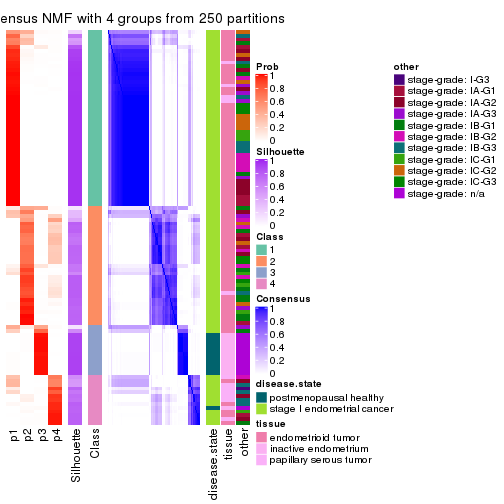 ensus NMF with 4 groups from 250 partitions
Prob
1
0.8
0.6
0.4
0.2
0
Silhouette
1
0.8
0.6
0.4
0.2
0
Class
1
2
3
4
Consensus
1
0.8
0.6
0.4
0.2
0
disease.state
postmenopausal healthy
stage I endometrial cancer
tissue
endometrioid tumor
inactive endometrium
papillary serous tumor
other
stage-grade: I-G3
stage-grade: IA-G1
stage-grade: IA-G2
stage-grade: IA-G3
stage-grade: IB-G1
stage-grade: IB-G2
stage-grade: IB-G3
stage-grade: IC-G1
stage-grade: IC-G2
stage-grade: IC-G3
stage-grade: n/a
p1
p2
p3
p4
Silhouette
Class
disease.state
tissue
other